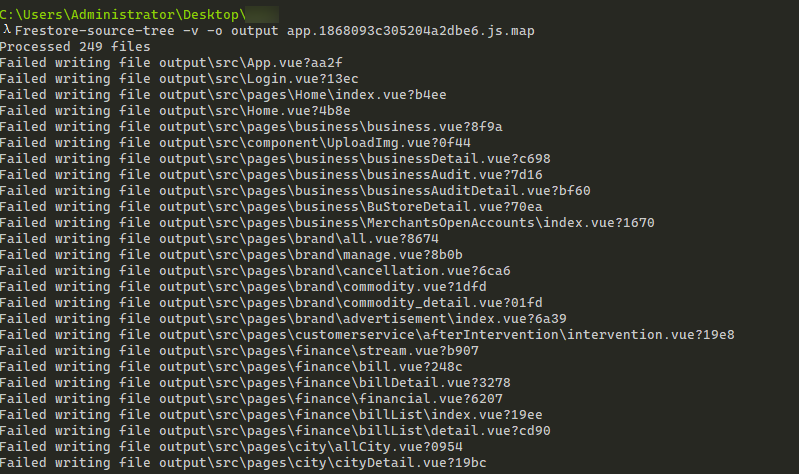 C:\Users\Administrator\Desktop\
λ Frestore-source-tree -v -o output app.1868093c305204a2dbe6.js.map
Processed 249 files
Failed writing file output\src\App.vue?aa2f
Failed writing file output\src\Login.vue?13ec
Failed writing file output\src\pages\Home\index.vue?b4ee
Failed writing file output\src\Home.vue?4b8e
Failed writing file output\src\pages\business\business.vue?8f9a
Failed writing file output\src\component\UploadImg.vue?0f44
Failed writing file output\src\pages\business\businessDetail.vue?c698
Failed writing file output\src\pages\business\businessAudit.vue?7d16
Failed writing file output\src\pages\business\businessAuditDetail.vue?bf60
Failed writing file output\src\pages\business\BuStoreDetail.vue?70ea
Failed writing file output\src\pages\business\MerchantsOpenAccounts\index.vue?1670
Failed writing file output\src\pages\brand\all.vue?8674
Failed writing file output\src\pages\brand\manage.vue?8b0b
Failed writing file output\src\pages\brand\cancellation.vue?6ca6
Failed writing file output\src\pages\brand\commodity.vue?1dfd
Failed writing file output\src\pages\brand\commodity_detail.vue?01fd
Failed writing file output\src\pages\brand\advertisement\index.vue?6a39
Failed writing file output\src\pages\customerservice\afterIntervention\intervention.vue?19e8
Failed writing file output\src\pages\finance\stream.vue?b907
Failed writing file output\src\pages\finance\bill.vue?248c
Failed writing file output\src\pages\finance\billDetail.vue?3278
Failed writing file output\src\pages\finance\financial.vue?6207
Failed writing file output\src\pages\finance\billList\index.vue?19ee
Failed writing file output\src\pages\finance\billList\detail.vue?cd90
Failed writing file output\src\pages\city\allCity.vue?0954
Failed writing file output\src\pages\city\cityDetail.vue?19bc